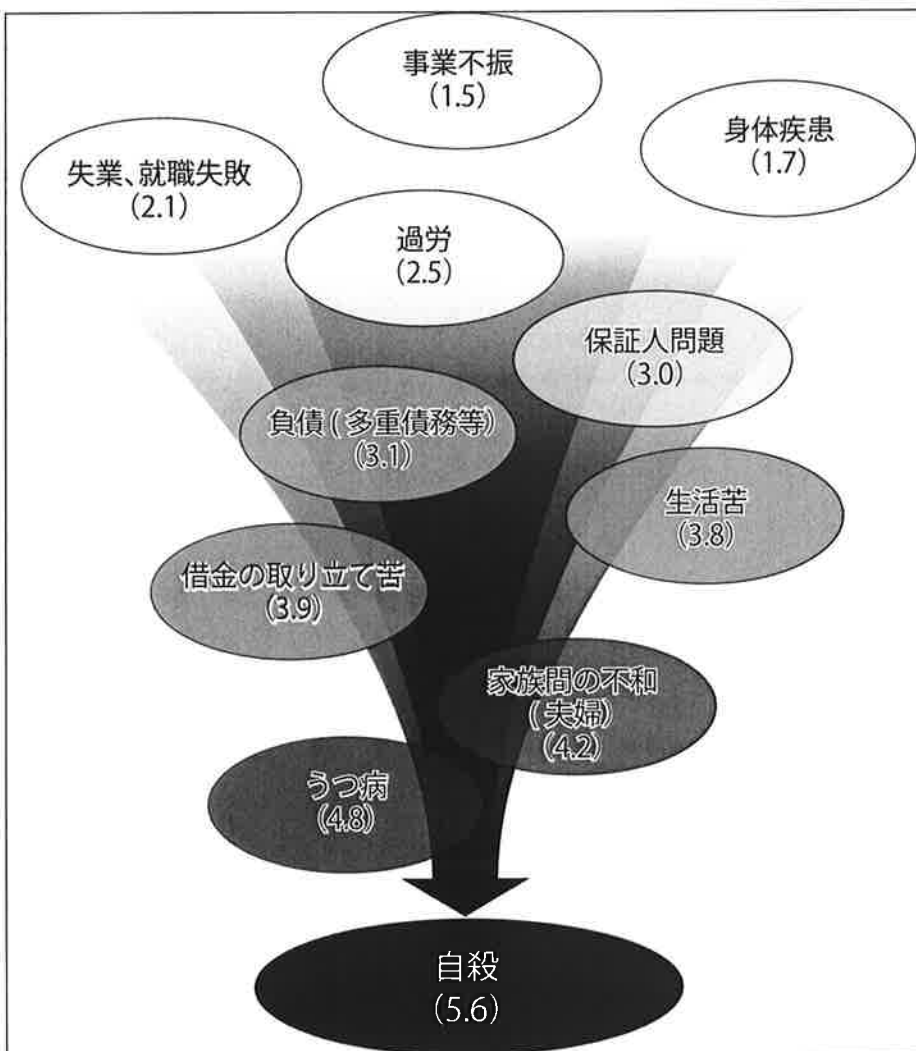 事業不振
(1.5)
身体疾患
(1.7)
失業、就職失敗
(2.1)
過労
(2.5)
保証人問題
(3.0)
負債(多重債務等)
(3.1)
生活苦
(3.8)
借金の取り立て苦
(3.9)
家族間の不和
(夫婦)
(4.2)
うつ病
(4.8)
自殺
(5.6)